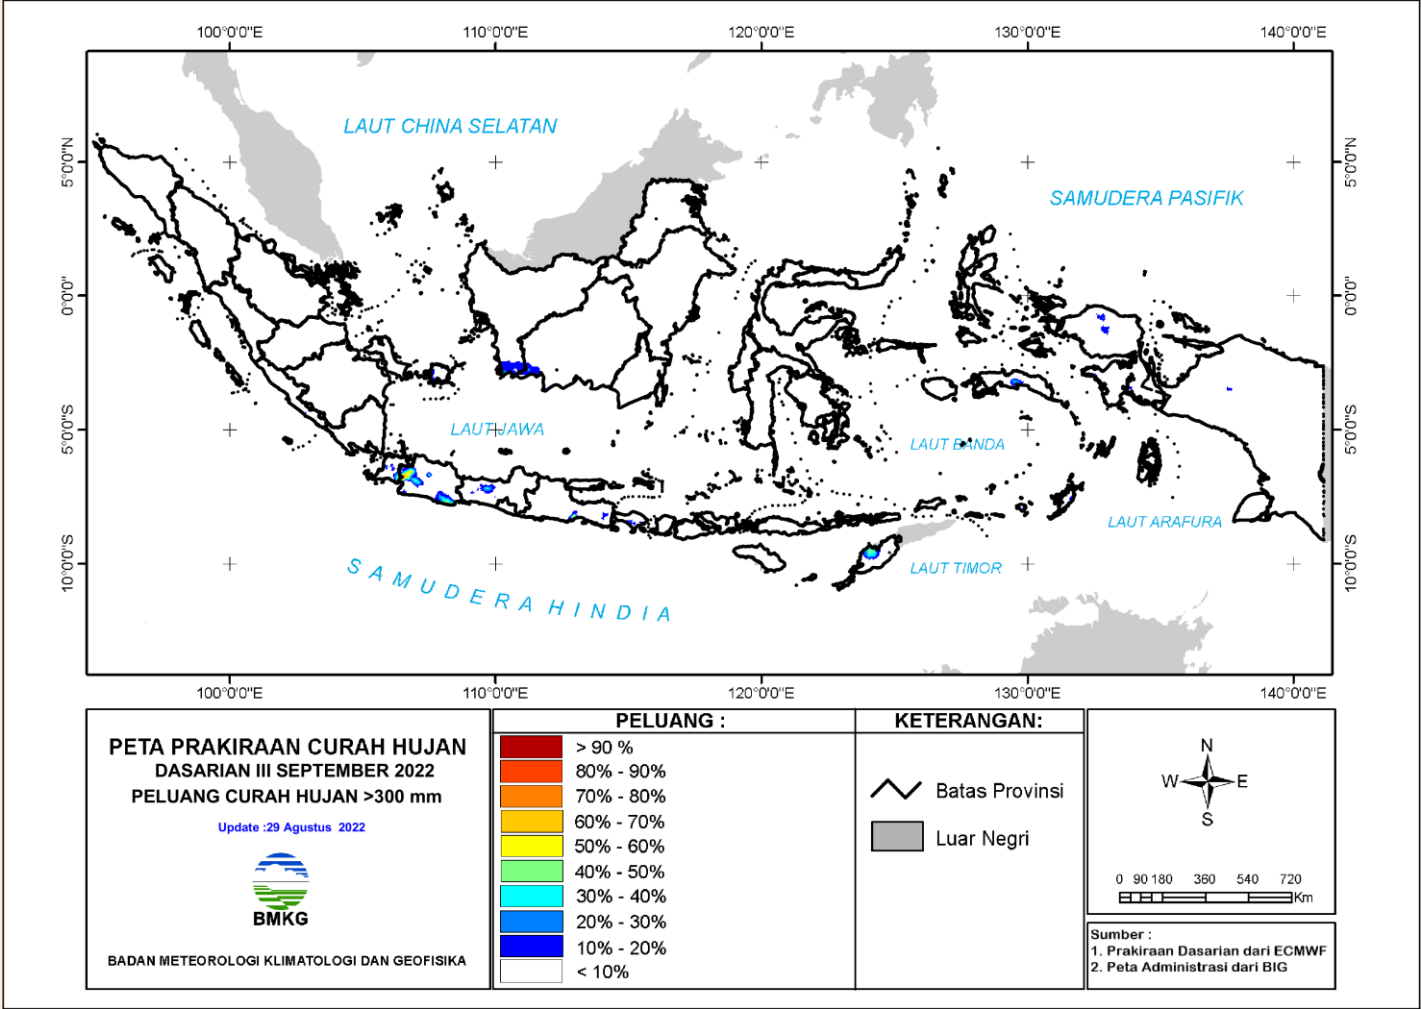 100°0'0"E 110°0'0"E 120°0'0"E 130°0'0"E 140°0'0"E
LAUT CHINA SELATAN
5°0'0"N 5°0'0"N
SAMUDERA PASIFIK
0°0'0" 0°0'0"
5°0'0"S LAUT JAWA LAUT BANDA 5°0'0"S
LAUT ARAFURA
10°0'0"S SAMUDERA HINDIA LAUT TIMOR 10°0'0"S
100°0'0"E 110°0'0"E 120°0'0"E 130°0'0"E 140°0'0"E
PETA PRAKIRAAN CURAH HUJAN
DASARIAN III SEPTEMBER 2022
PELUANG CURAH HUJAN >300 mm
Update :29 Agustus 2022
BMKG
BADAN METEOROLOGI KLIMATOLOGI DAN GEOFISIKA
PELUANG :
> 90 %
80% - 90%
70% - 80%
60% - 70%
50% - 60%
40% - 50%
30% - 40%
20% - 30%
10% - 20%
< 10%
KETERANGAN:
Batas Provinsi
Luar Negri
N
W E
S
0 90 180 360 540 720
Km
Sumber :
1. Prakiraan Dasarian dari ECMWF
2. Peta Administrasi dari BIG